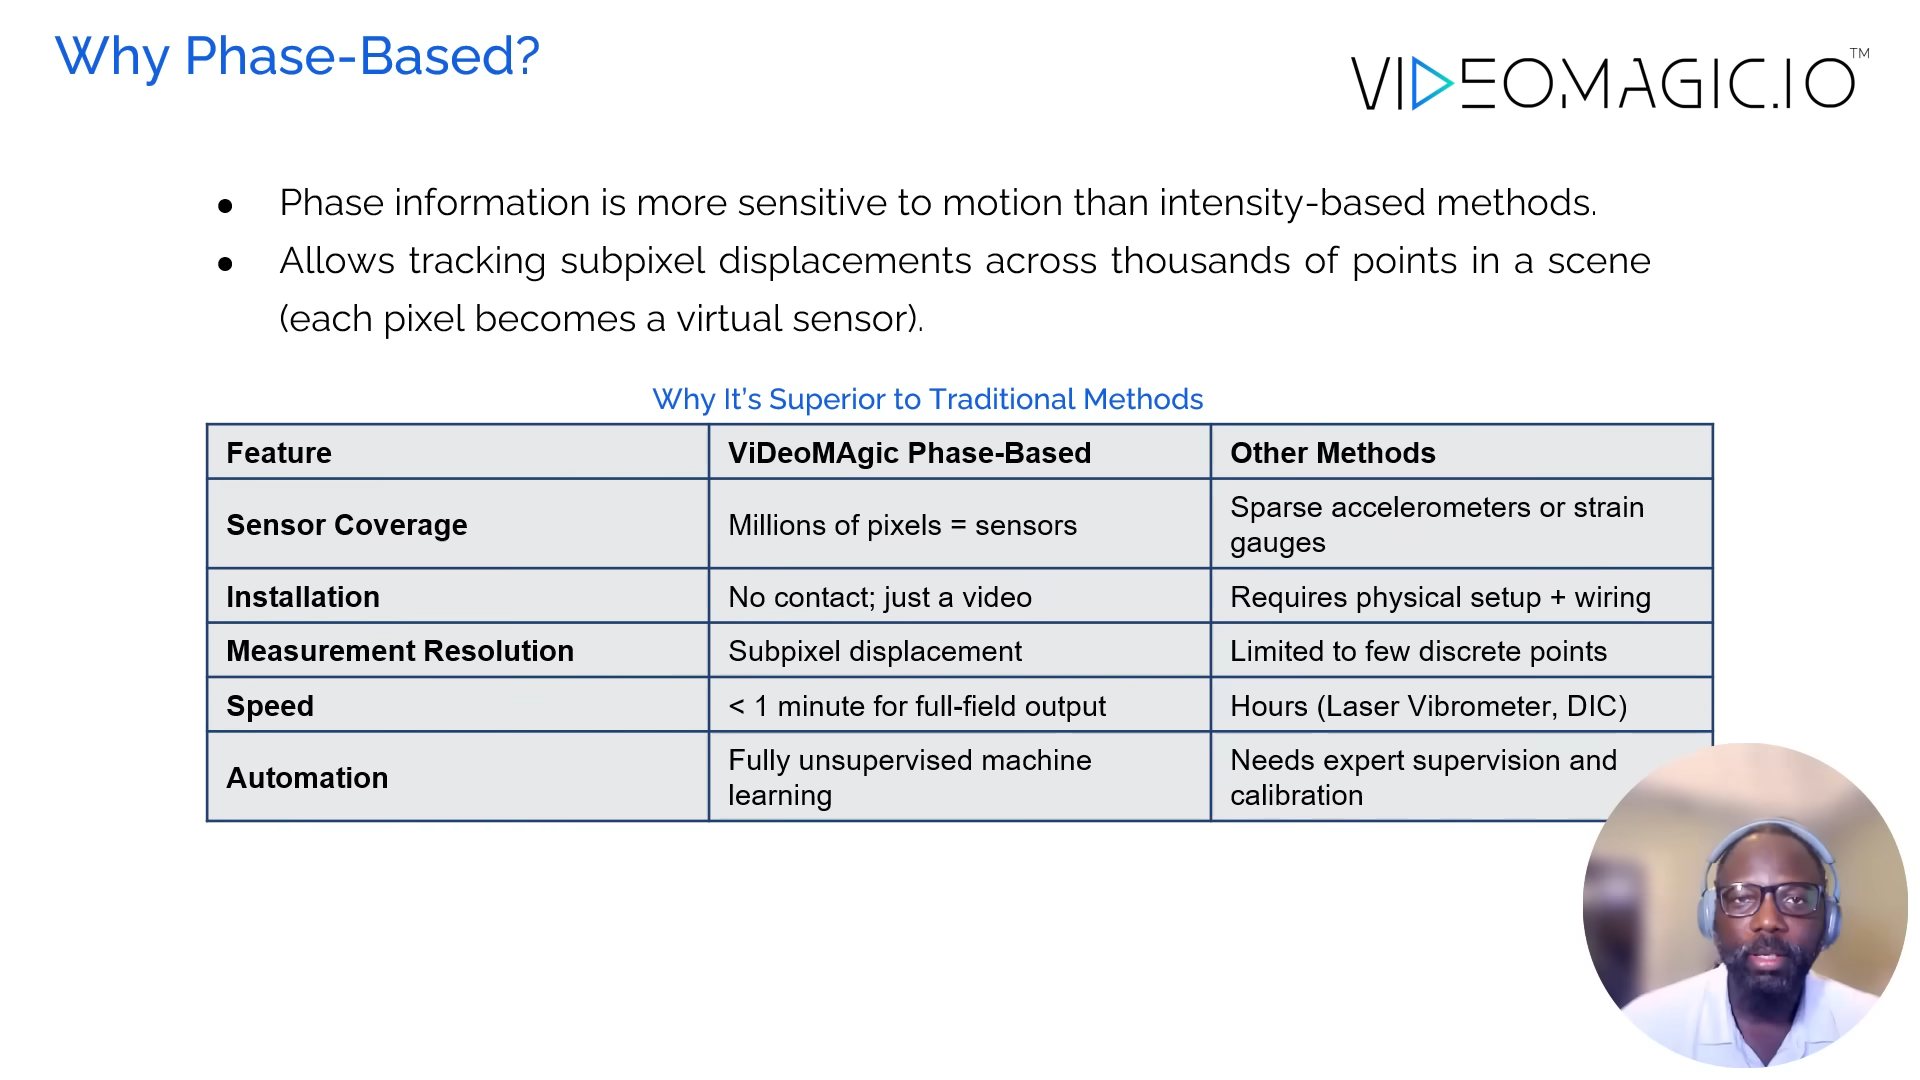 Why Phase-Based?
VIDEOMAGIC.IO™
● Phase information is more sensitive to motion than intensity-based methods.
● Allows tracking subpixel displacements across thousands of points in a scene
(each pixel becomes a virtual sensor).
Why It's Superior to Traditional Methods
Feature
ViDeoMAgic Phase-Based
Other Methods
Sensor Coverage
Millions of pixels = sensors
Sparse accelerometers or strain
gauges
Installation
No contact; just a video
Requires physical setup + wiring
Measurement Resolution
Subpixel displacement
Limited to few discrete points
Speed
< 1 minute for full-field output
Hours (Laser Vibrometer, DIC)
Automation
Fully unsupervised machine
learning
Needs expert supervision and
calibration